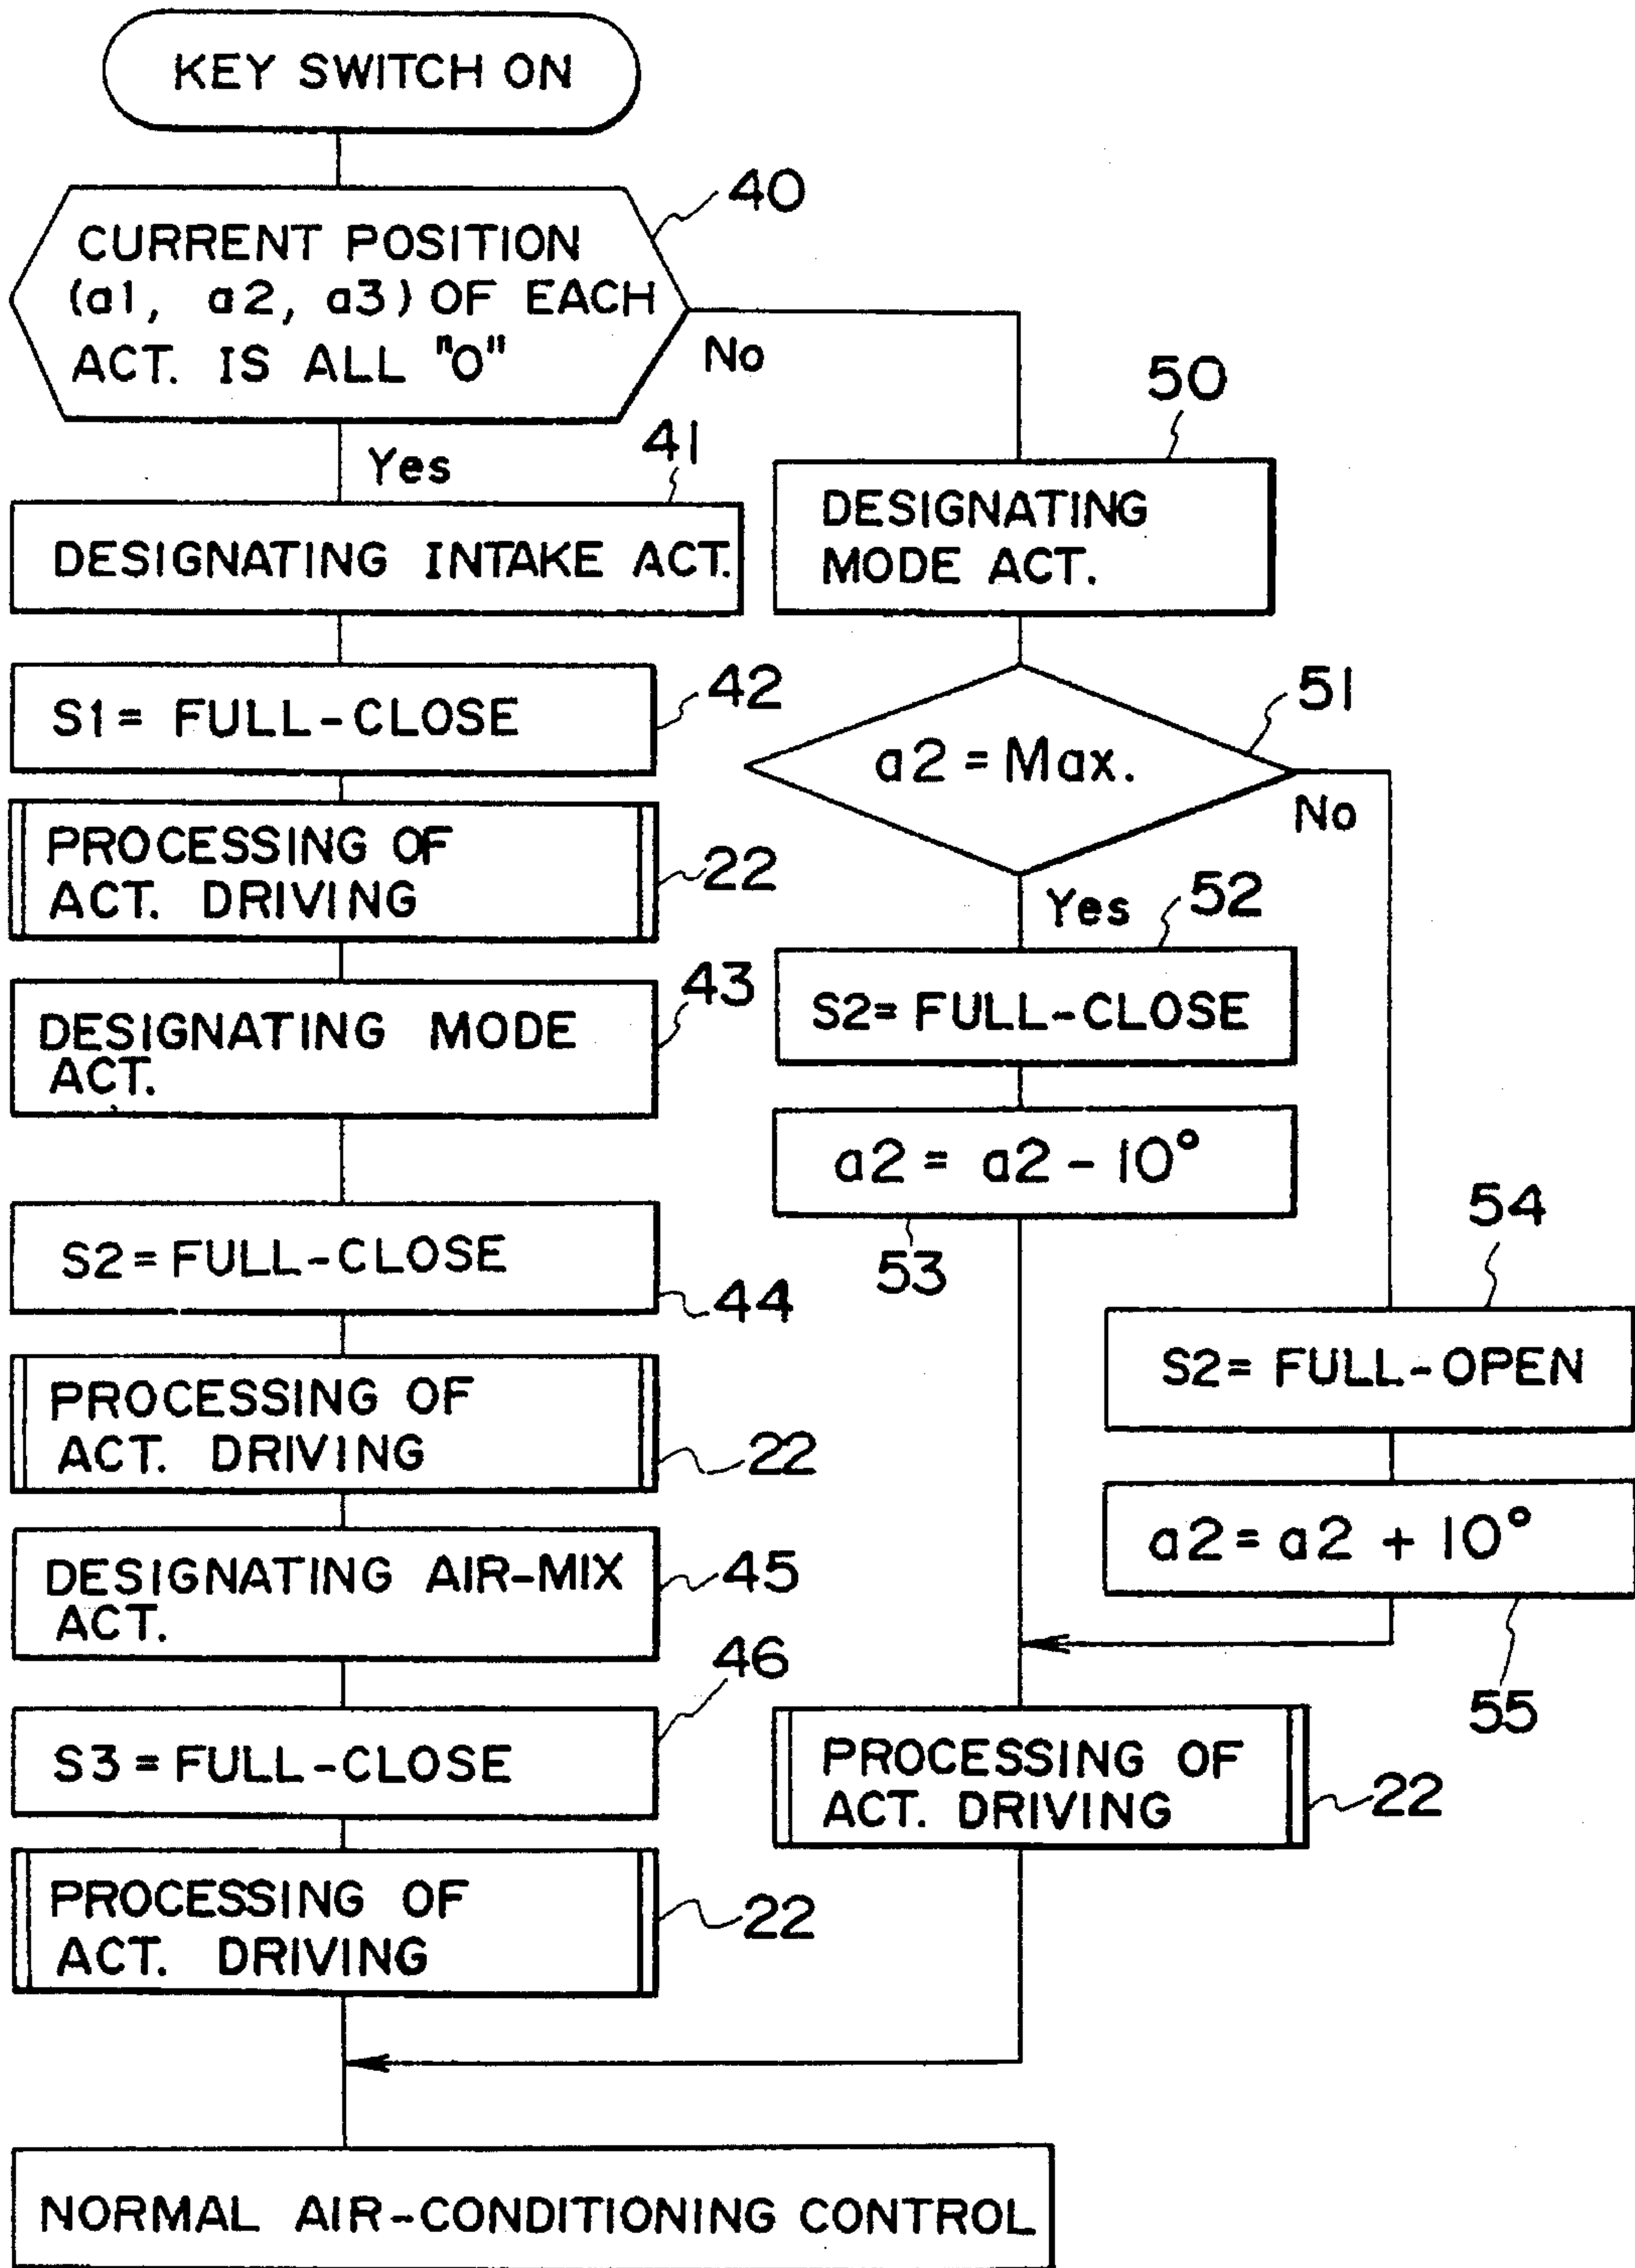 KEY SWITCH ON
40
CURRENT POSITION
(a1, a2, a3) OF EACH
ACT. IS ALL "0"
No
Yes
41
DESIGNATING INTAKE ACT.
42
S1 = FULL-CLOSE
PROCESSING OF
ACT. DRIVING
22
43
DESIGNATING MODE
ACT.
S2 = FULL-CLOSE
44
PROCESSING OF
ACT. DRIVING
22
DESIGNATING AIR-MIX
ACT.
45
46
S3 = FULL-CLOSE
PROCESSING OF
ACT. DRIVING
22
50
DESIGNATING
MODE ACT.
51
a2 = Max.
No
Yes
52
S2 = FULL-CLOSE
a2 = a2 - 10°
53
54
S2 = FULL-OPEN
a2 = a2 + 10°
55
PROCESSING OF
ACT. DRIVING
22
NORMAL AIR-CONDITIONING CONTROL